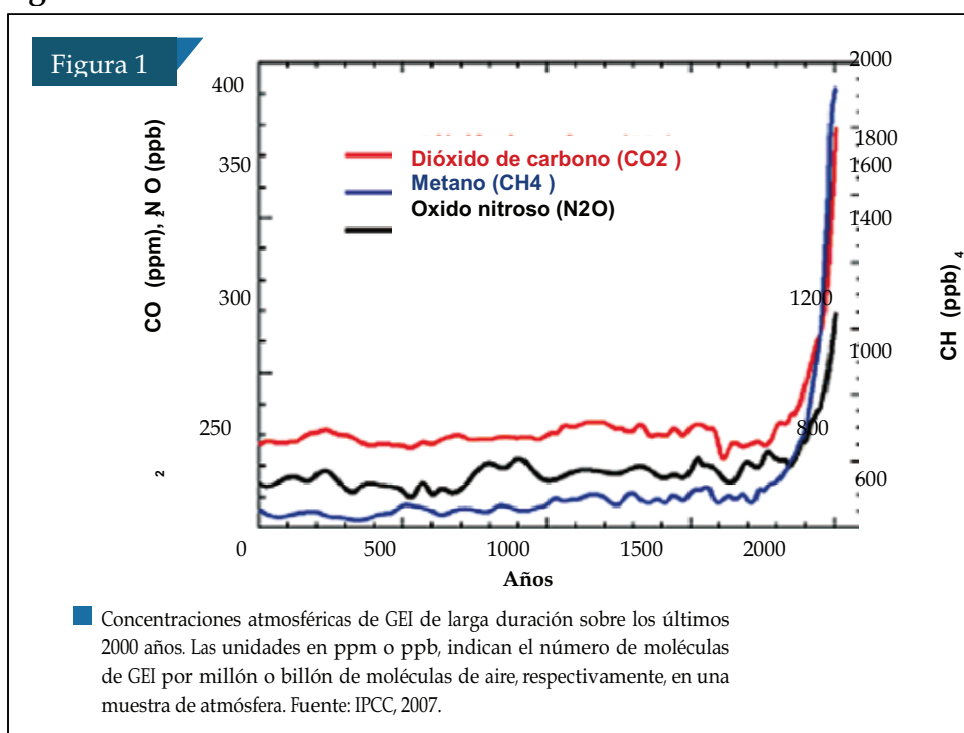 Figura 1
400
350
300
250
CO (ppm), N O (ppb)
2
2
2000
1800
1600
1400
1200
1000
800
600
CH (ppb)
4
Dióxido de carbono (CO2 )
Metano (CH4 )
Oxido nitroso (N2O)
0 500 1000 1500 2000
Años
Concentraciones atmosféricas de GEI de larga duración sobre los últimos
2000 años. Las unidades en ppm o ppb, indican el número de moléculas
de GEI por millón o billón de moléculas de aire, respectivamente, en una
muestra de atmósfera. Fuente: IPCC, 2007.